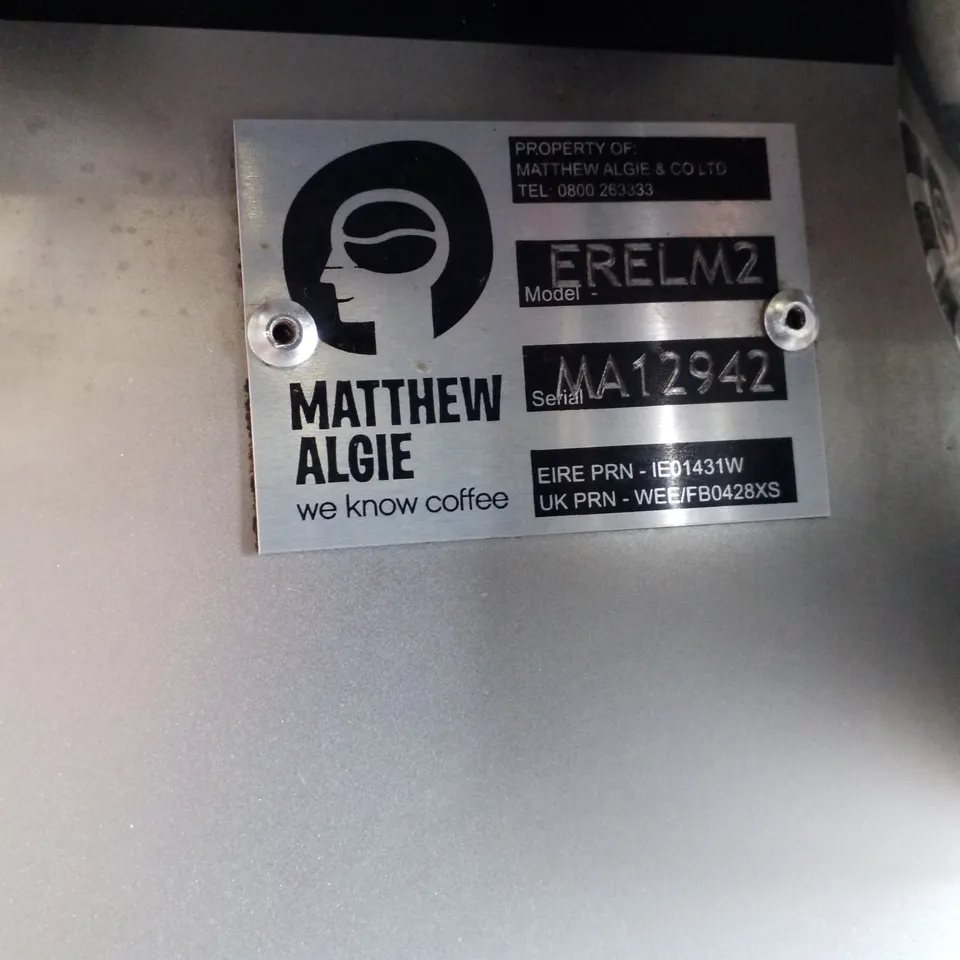 MATTHEW
ALGIE
we know coffee
PROPERTY OF:
MATTHEW ALGIE & CO LTD
TEL: 0800 263333
Model - ERELM2
Serial - MA12942
EIRE PRN - IE01431W
UK PRN - WEE/FB0428XS